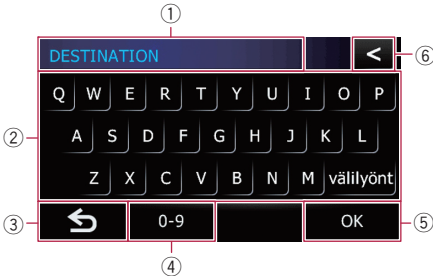 ①
DESTINATION
<
⑥
Q W E R T Y U I O P
②
A S D F G H J K L
Z X C V B N M välilyönt
③
0-9
OK
⑤
④